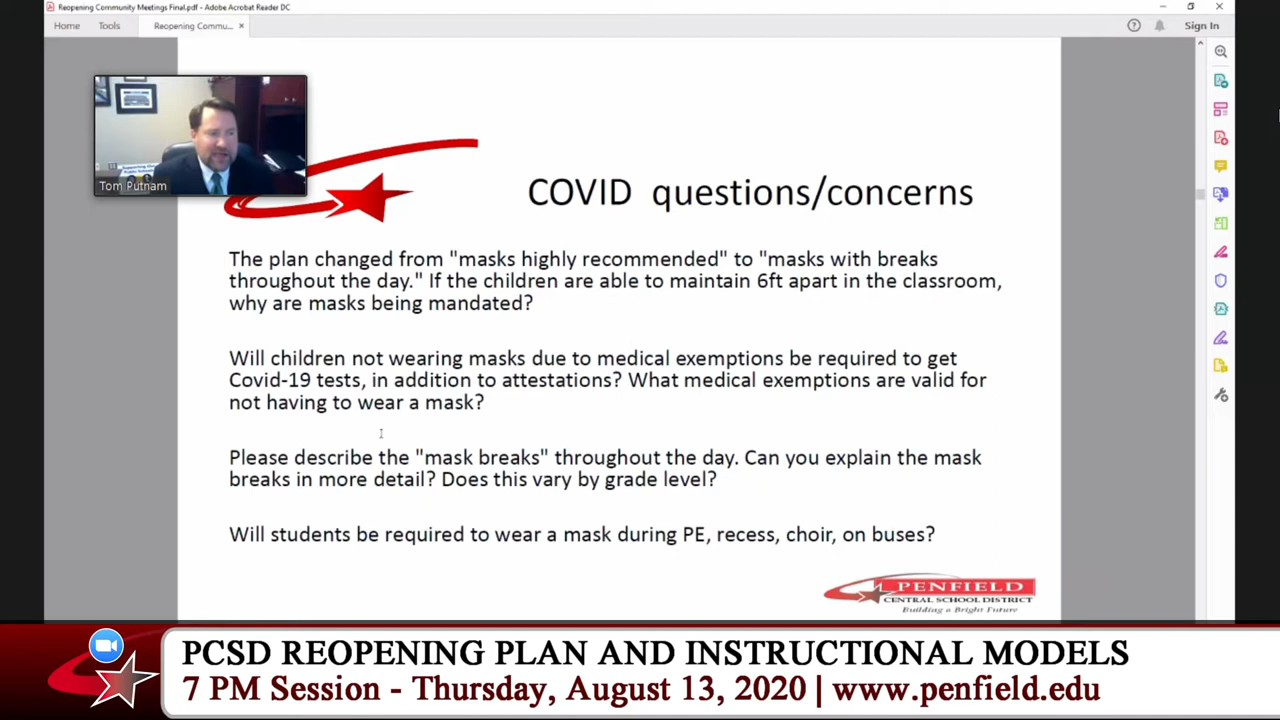 Reopening Community Meetings Final.pdf - Adobe Acrobat Reader DC
Home Tools Reopening Commu... × Sign In
Tom Putnam
COVID questions/concerns
The plan changed from "masks highly recommended" to "masks with breaks
throughout the day." If the children are able to maintain 6ft apart in the classroom,
why are masks being mandated?
Will children not wearing masks due to medical exemptions be required to get
Covid-19 tests, in addition to attestations? What medical exemptions are valid for
not having to wear a mask?
Please describe the "mask breaks" throughout the day. Can you explain the mask
breaks in more detail? Does this vary by grade level?
Will students be required to wear a mask during PE, recess, choir, on buses?
PENFIELD
CENTRAL SCHOOL DISTRICT
Building a Bright Future
PCSD REOPENING PLAN AND INSTRUCTIONAL MODELS
7 PM Session - Thursday, August 13, 2020 | www.penfield.edu